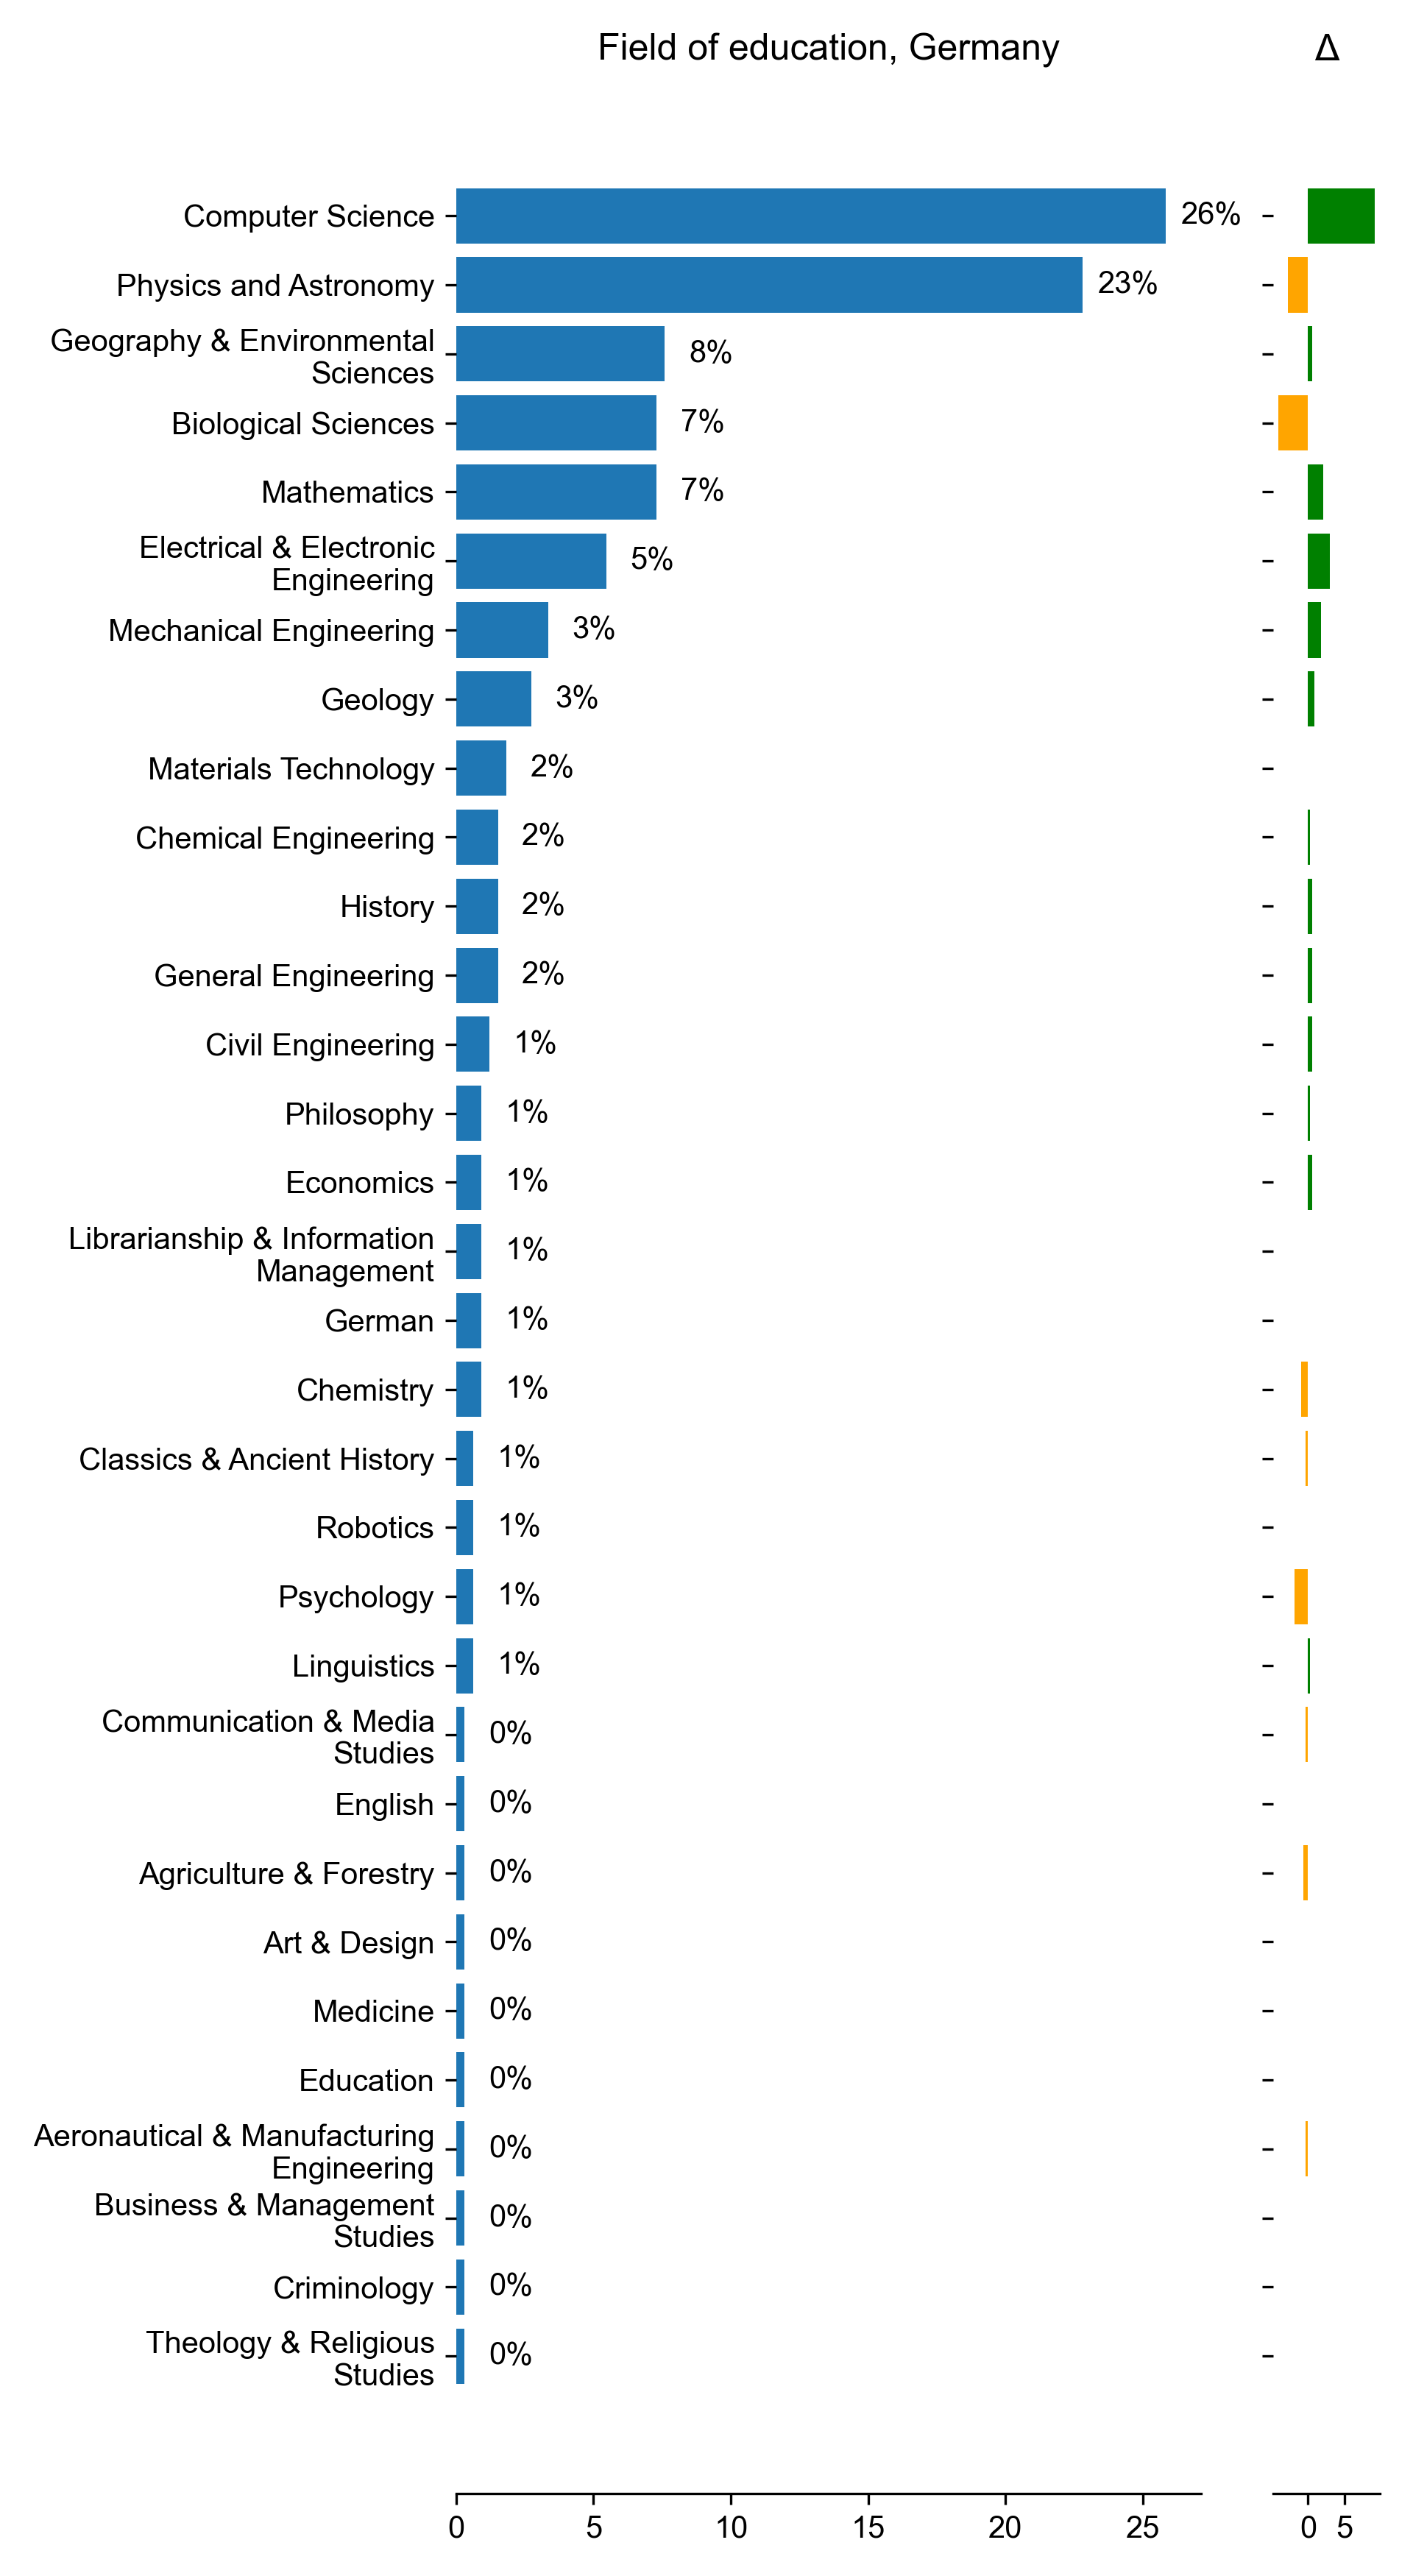 Field of education, Germany Δ
Computer Science 26%
Physics and Astronomy 23%
Geography & Environmental
Sciences 8%
Biological Sciences 7%
Mathematics 7%
Electrical & Electronic
Engineering 5%
Mechanical Engineering 3%
Geology 3%
Materials Technology 2%
Chemical Engineering 2%
History 2%
General Engineering 2%
Civil Engineering 1%
Philosophy 1%
Economics 1%
Librarianship & Information
Management 1%
German 1%
Chemistry 1%
Classics & Ancient History 1%
Robotics 1%
Psychology 1%
Linguistics 1%
Communication & Media
Studies 0%
English 0%
Agriculture & Forestry 0%
Art & Design 0%
Medicine 0%
Education 0%
Aeronautical & Manufacturing
Engineering 0%
Business & Management
Studies 0%
Criminology 0%
Theology & Religious
Studies 0%
0 5 10 15 20 25 0 5